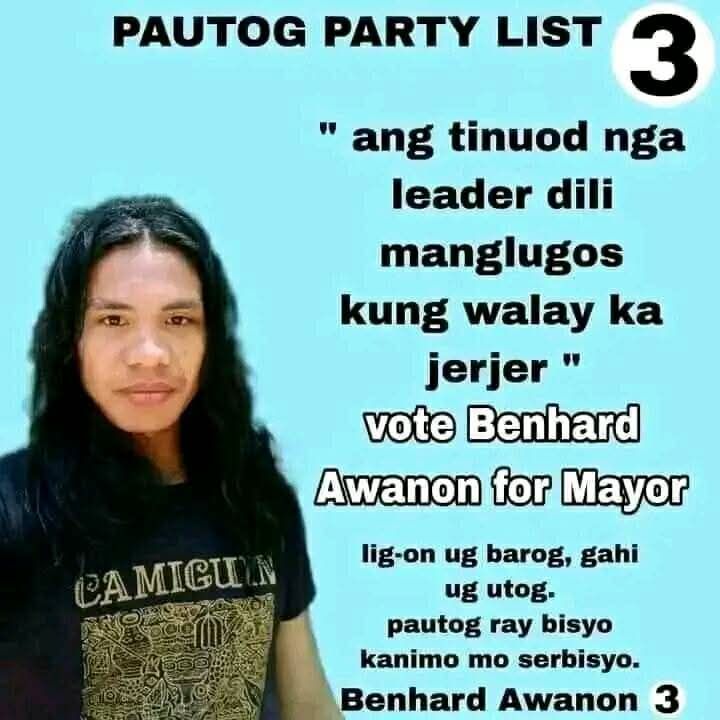 PAUTOG PARTY LIST 3
" ang tinuod nga
leader dili
manglugos
kung walay ka
jerjer "
vote Benhard
Awanon for Mayor
lig-on ug barog, gahi
ug utog.
pautog ray bisyo
kanimo mo serbisyo.
Benhard Awanon 3
CAMIGUIN